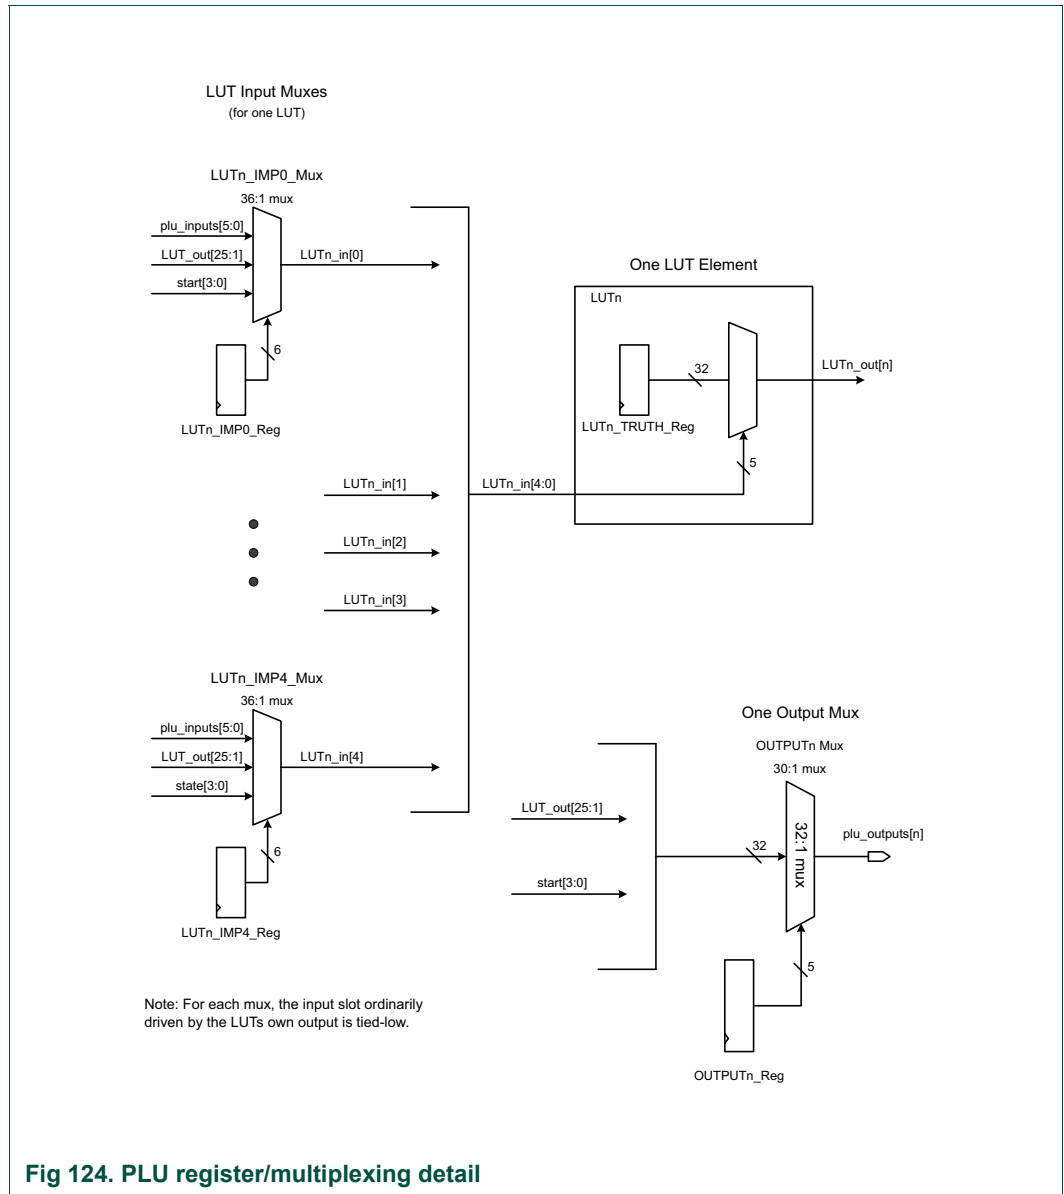 LUT Input Muxes
(for one LUT)
LUTn_IMP0_Mux
36:1 mux
plu_inputs[5:0]
LUT_out[25:1]
LUTn_in[0]
start[3:0]
6
LUTn_IMP0_Reg
One LUT Element
LUTn
32
LUTn_out[n]
LUTn_TRUTH_Reg
5
LUTn_in[4:0]
LUTn_in[1]
LUTn_in[2]
LUTn_in[3]
LUTn_IMP4_Mux
36:1 mux
plu_inputs[5:0]
LUT_out[25:1]
LUTn_in[4]
state[3:0]
6
LUTn_IMP4_Reg
One Output Mux
OUTPUTn Mux
30:1 mux
LUT_out[25:1]
32
32:1 mux
plu_outputs[n]
start[3:0]
5
OUTPUTn_Reg
Note: For each mux, the input slot ordinarily
driven by the LUTs own output is tied-low.
Fig 124. PLU register/multiplexing detail